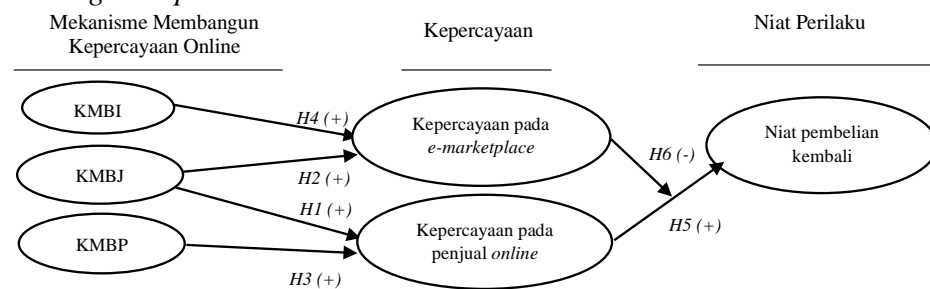 Mekanisme Membangun
Kepercayaan Online
Kepercayaan
Niat Perilaku
KMBI
KMBJ
KMBP
H4 (+)
H2 (+)
H1 (+)
H3 (+)
Kepercayaan pada
e-marketplace
Kepercayaan pada
penjual online
H6 (-)
H5 (+)
Niat pembelian
kembali